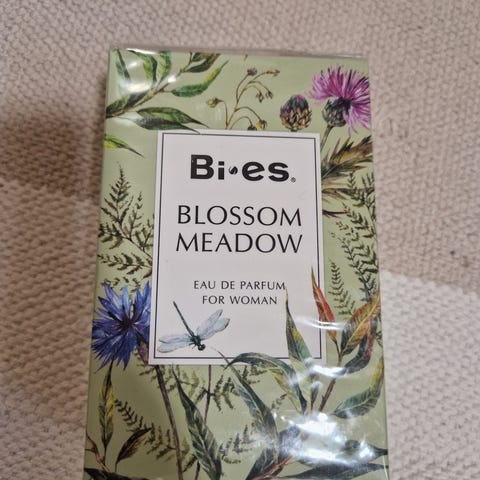 Bi•es®
BLOSSOM
MEADOW
EAU DE PARFUM
FOR WOMAN